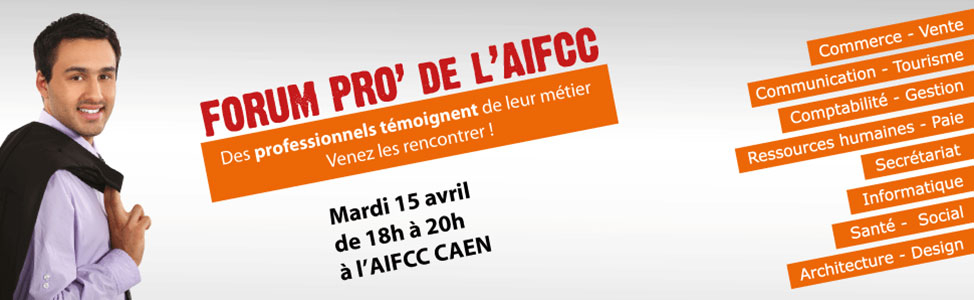 FORUM PRO' DE L'AIFCC
Des professionnels témoignent de leur métier
Venez les rencontrer !
Mardi 15 avril
de 18h à 20h
à l'AIFCC CAEN
Commerce - Vente
Communication - Tourisme
Comptabilité - Gestion
Ressources humaines - Paie
Secrétariat
Informatique
Santé - Social
Architecture - Design